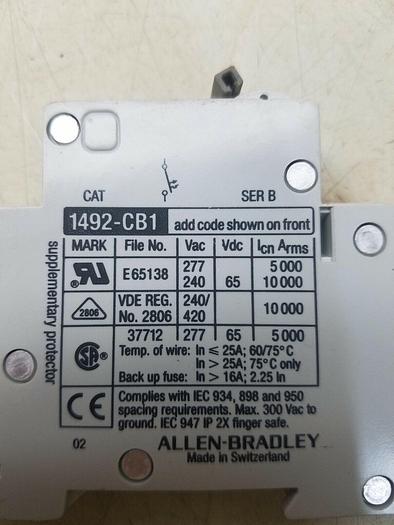 CAT SER B
1492-CB1 add code shown on front
MARK File No. Vac Vdc Icn Arms
E65138 277 5 000
240 65 10 000
2806 VDE REG. 240/ 10 000
No. 2806 420
37712 277 65 5 000
Temp. of wire: In ≤ 25A; 60/75°C
In > 25A; 75°C only
Back up fuse: In > 16A; 2.25 In
Complies with IEC 934, 898 and 950
spacing requirements. Max. 300 Vac to
ground. IEC 947 IP 2X finger safe.
02 ALLEN-BRADLEY
Made in Switzerland
supplementary protector